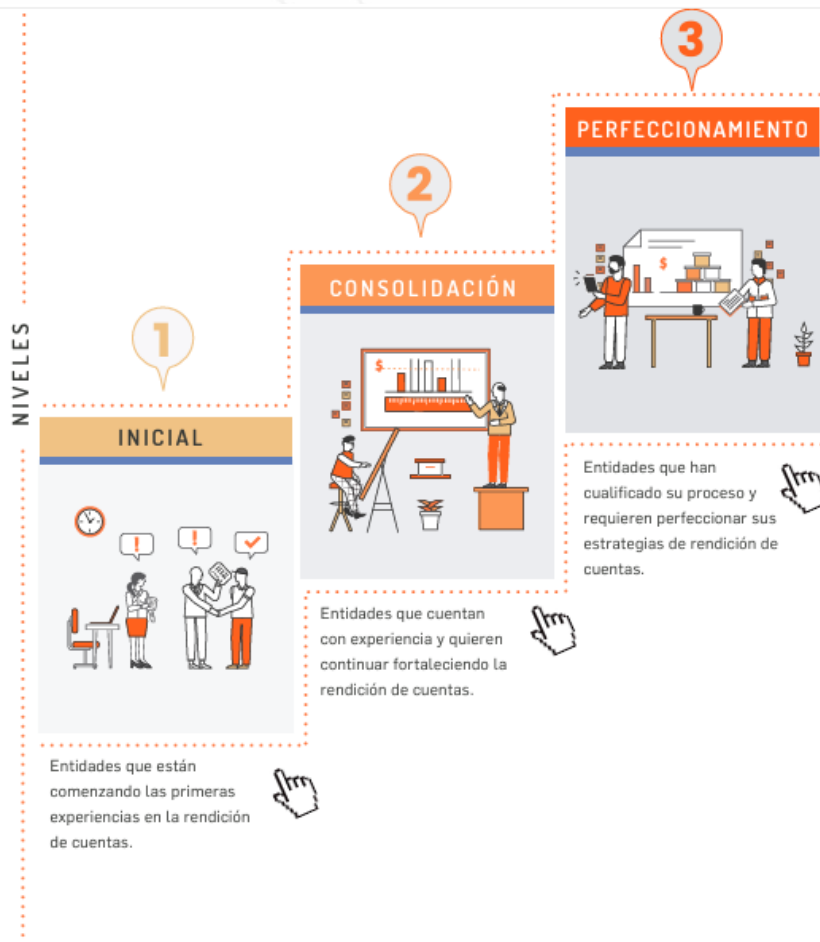 NIVELES
1
INICIAL
Entidades que están
comenzando las primeras
experiencias en la rendición
de cuentas.
2
CONSOLIDACIÓN
$
Entidades que cuentan
con experiencia y quieren
continuar fortaleciendo la
rendición de cuentas.
3
PERFECCIONAMIENTO
$
Entidades que han
cualificado su proceso y
requieren perfeccionar sus
estrategias de rendición de
cuentas.